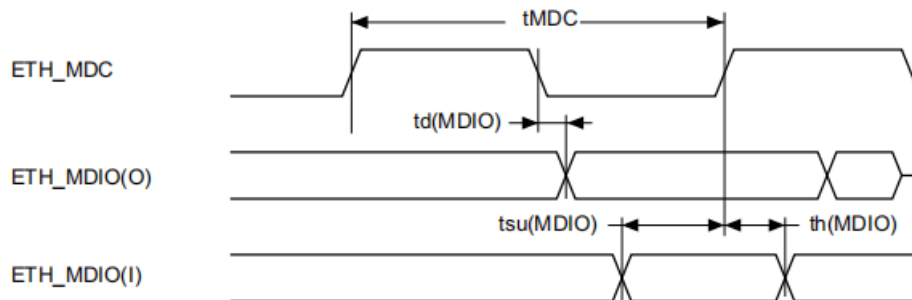 tMDC
ETH_MDC
td(MDIO)
ETH_MDIO(O)
tsu(MDIO) th(MDIO)
ETH_MDIO(I)